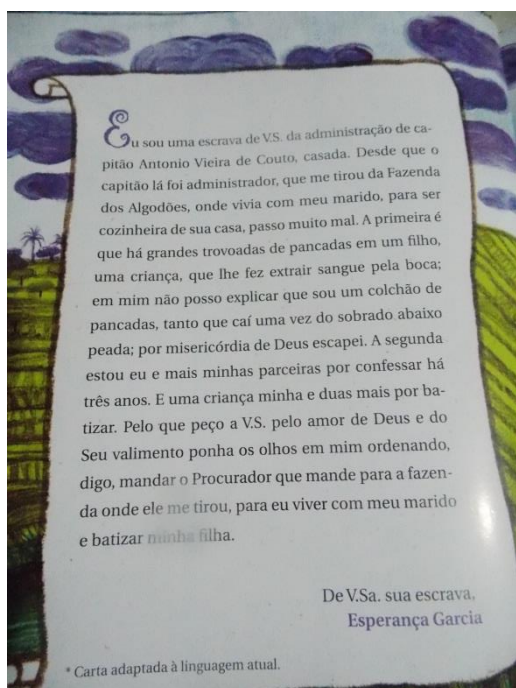 Eu sou uma escrava de V.S. da administração de ca-
pitão Antonio Vieira de Couto, casada. Desde que o
capitão lá foi administrador, que me tirou da Fazenda
dos Algodões, onde vivia com meu marido, para ser
cozinheira de sua casa, passo muito mal. A primeira é
que há grandes trovoadas de pancadas em um filho,
uma criança, que lhe fez extrair sangue pela boca;
em mim não posso explicar que sou um colchão de
pancadas, tanto que caí uma vez do sobrado abaixo
peada; por misericórdia de Deus escapei. A segunda
estou eu e mais minhas parceiras por confessar há
três anos. E uma criança minha e duas mais por ba-
tizar. Pelo que peço a V.S. pelo amor de Deus e do
Seu valimento ponha os olhos em mim ordenando,
digo, mandar o Procurador que mande para a fazen-
da onde ele me tirou, para eu viver com meu marido
e batizar minha filha.
De V.Sa. sua escrava,
Esperança Garcia
* Carta adaptada à linguagem atual.